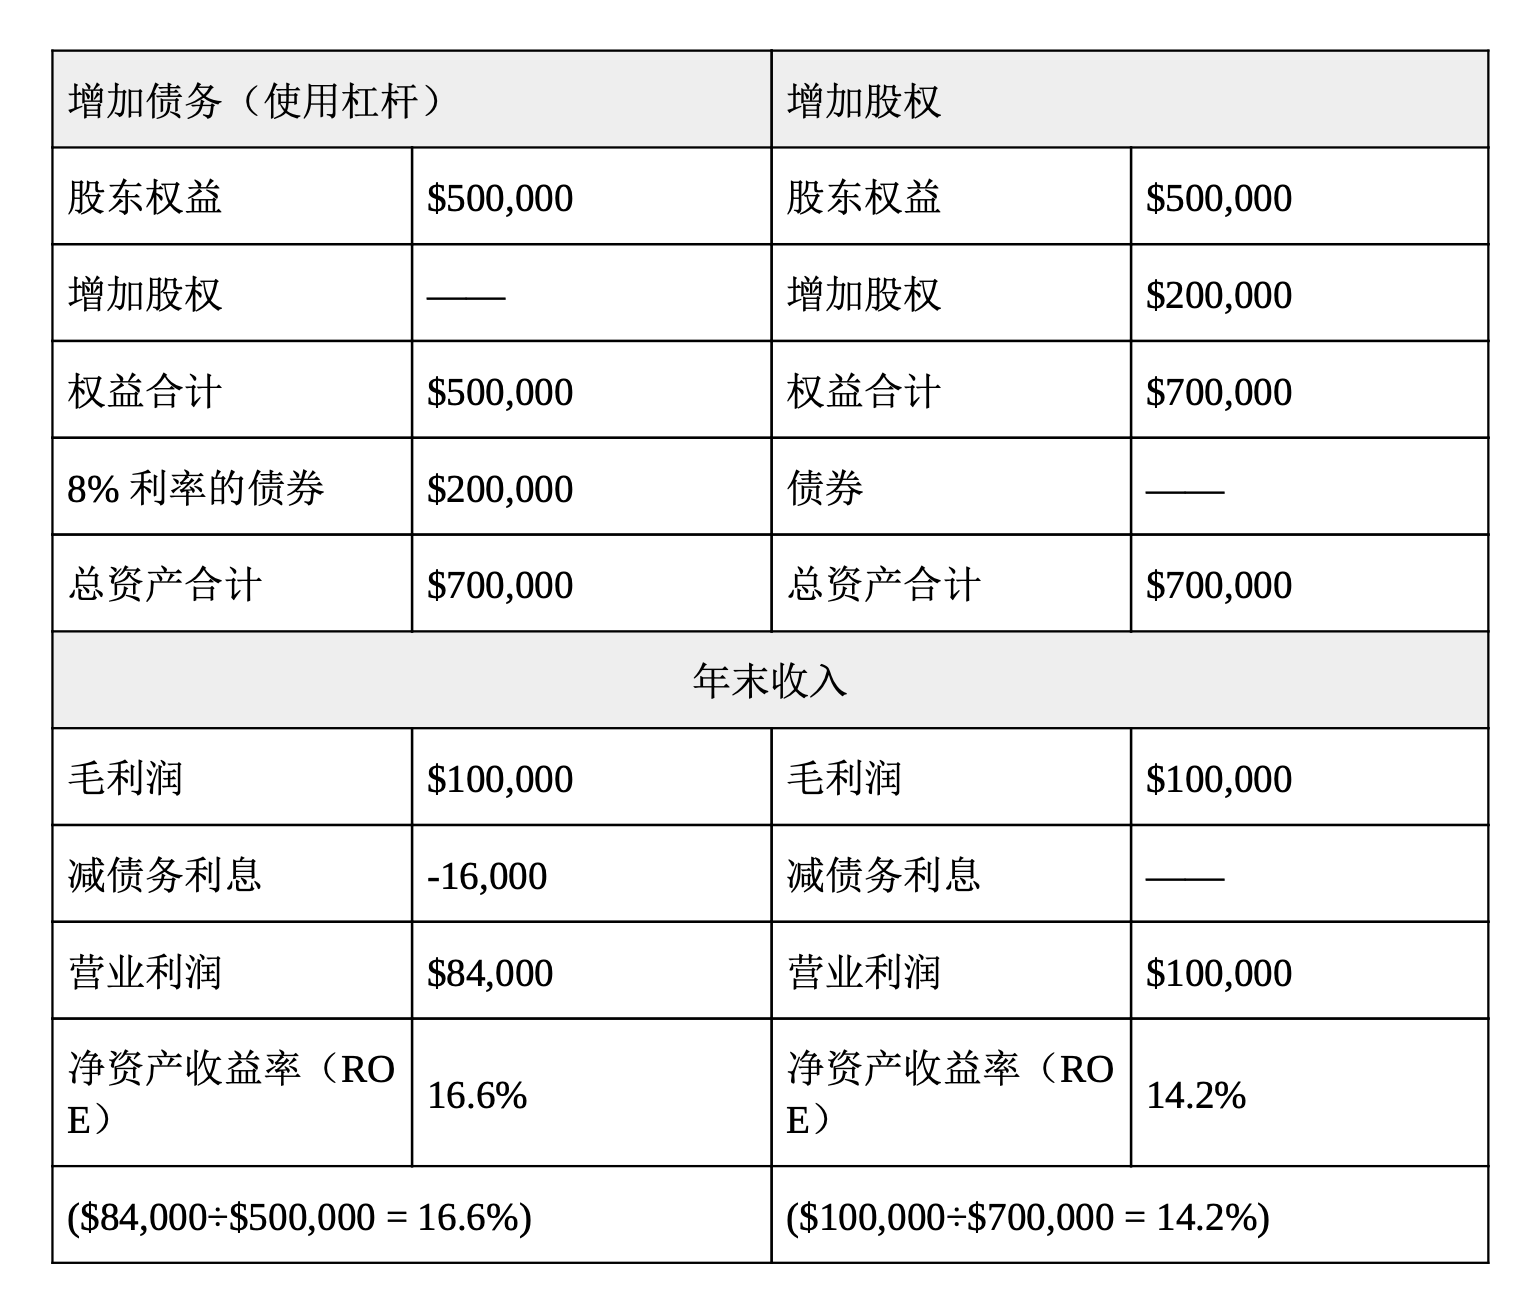 增加债务（使用杠杆） 增加股权
股东权益 $500,000 股东权益 $500,000
增加股权 —— 增加股权 $200,000
权益合计 $500,000 权益合计 $700,000
8% 利率的债券 $200,000 债券 ——
总资产合计 $700,000 总资产合计 $700,000
年末收入
毛利润 $100,000 毛利润 $100,000
减债务利息 -16,000 减债务利息 ——
营业利润 $84,000 营业利润 $100,000
净资产收益率（RO
E） 16.6% 净资产收益率（RO
E） 14.2%
($84,000÷$500,000 = 16.6%) ($100,000÷$700,000 = 14.2%)